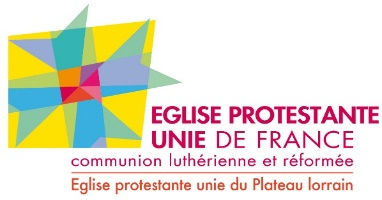 EGLISE PROTESTANTE
UNIE DE FRANCE
communion luthérienne et réformée
Eglise protestante unie du Plateau lorrain